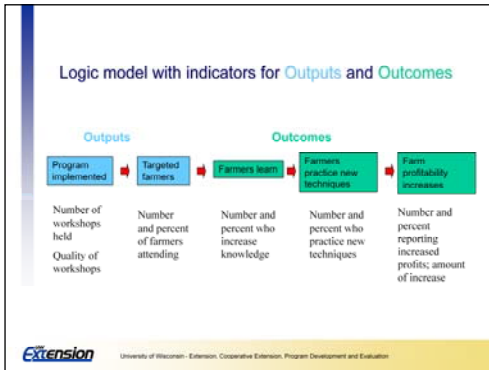 Logic model with indicators for Outputs and Outcomes
Outputs
Outcomes
Program
implemented
Targeted
farmers
Farmers learn
Farmers
practice new
techniques
Farm
profitability
increases
Number of
workshops
held
Quality of
workshops
Number
and percent
of farmers
attending
Number and
percent who
increase
knowledge
Number and
percent who
practice new
techniques
Number and
percent
reporting
increased
profits; amount
of increase
Extension
University of Wisconsin - Extension, Cooperative Extension, Program Development and Evaluation